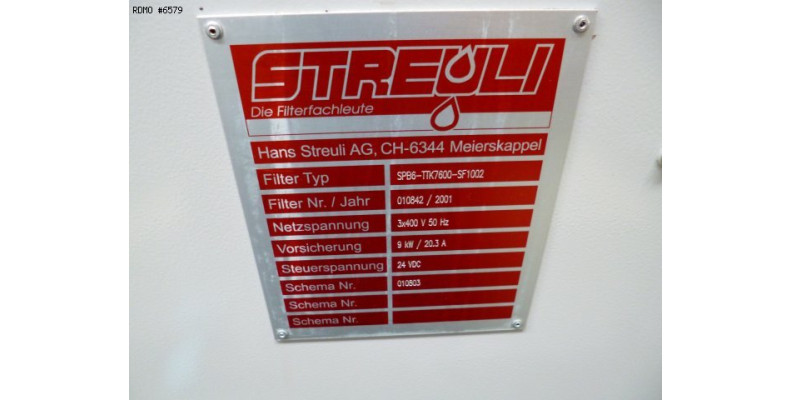 RDMO #6579
STREULI
Die Filterfachleute
Hans Streuli AG, CH-6344 Meierskappel
Filter Typ SPB6-TTK7600-SF1002
Filter Nr. / Jahr 010842 / 2001
Netzspannung 3x400 V 50 Hz
Vorsicherung 9 kW / 20.3 A
Steuerspannung 24 VDC
Schema Nr. 010803
Schema Nr.
Schema Nr.